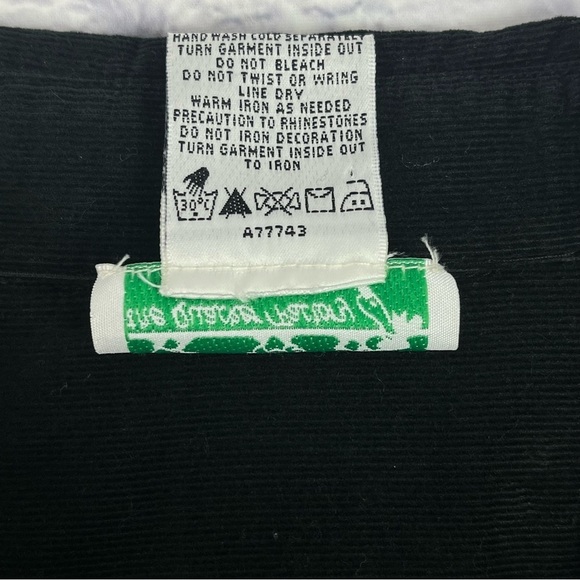 HAND WASH COLD SEPARATELY
TURN GARMENT INSIDE OUT
DO NOT BLEACH
DO NOT TWIST OR WRING
LINE DRY
WARM IRON AS NEEDED
PRECAUTION TO RHINESTONES
DO NOT IRON DECORATION
TURN GARMENT INSIDE OUT
TO IRON
30°C
A77743